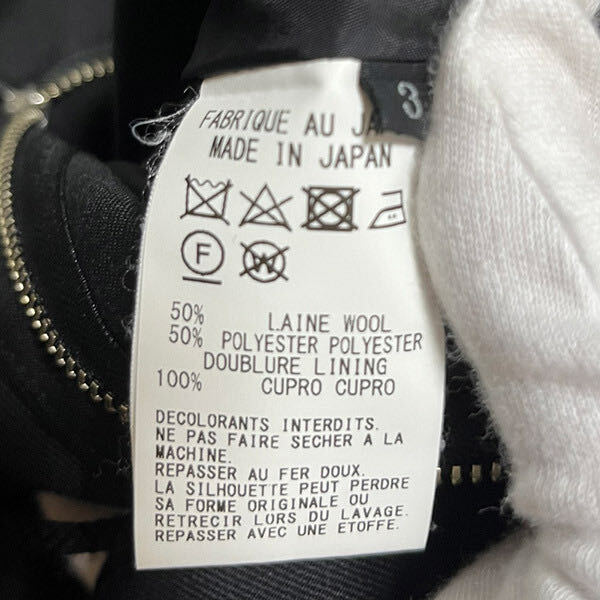 3
FABRIQUE AU
MADE IN JAPAN
F
W
50% LAINE WOOL
50% POLYESTER POLYESTER
DOUBLURE LINING
100% CUPRO CUPRO
DECOLORANTS INTERDITS.
NE PAS FAIRE SECHER A LA
MACHINE.
REPASSER AU FER DOUX.
LA SILHOUETTE PEUT PERDRE
SA FORME ORIGINALE OU
RETRECIR LORS DU LAVAGE.
REPASSER AVEC UNE ETOFFE.